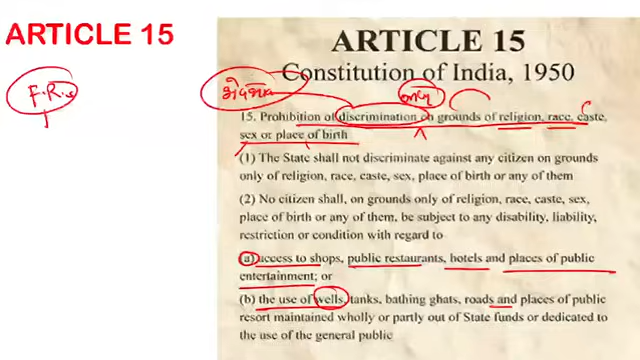 ARTICLE 15
F.R.s
ARTICLE 15
Constitution of India, 1950
15. Prohibition of discrimination on grounds of religion, race, caste,
sex or place of birth
(1) The State shall not discriminate against any citizen on grounds
only of religion, race, caste, sex, place of birth or any of them
(2) No citizen shall, on grounds only of religion, race, caste, sex,
place of birth or any of them, be subject to any disability, liability,
restriction or condition with regard to
(a) access to shops, public restaurants, hotels and places of public
entertainment; or
(b) the use of wells, tanks, bathing ghats, roads and places of public
resort maintained wholly or partly out of State funds or dedicated to
the use of the general public